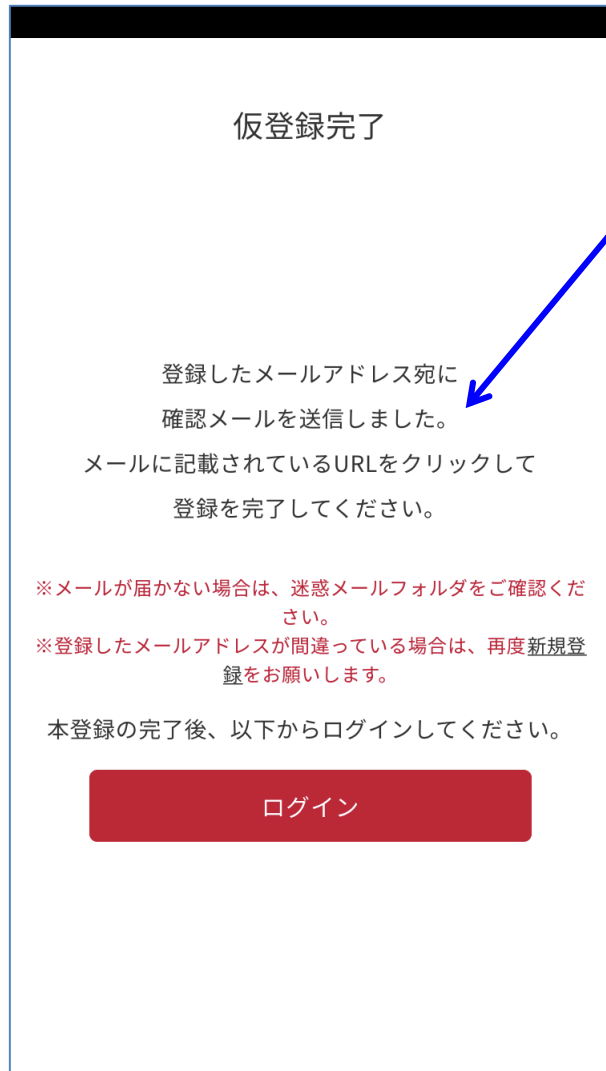 仮登録完了
登録したメールアドレス宛に
確認メールを送信しました。
メールに記載されているURLをクリックして
登録を完了してください。
※メールが届かない場合は、迷惑メールフォルダをご確認くだ
さい。
※登録したメールアドレスが間違っている場合は、再度新規登
録をお願いします。
本登録の完了後、以下からログインしてください。
ログイン